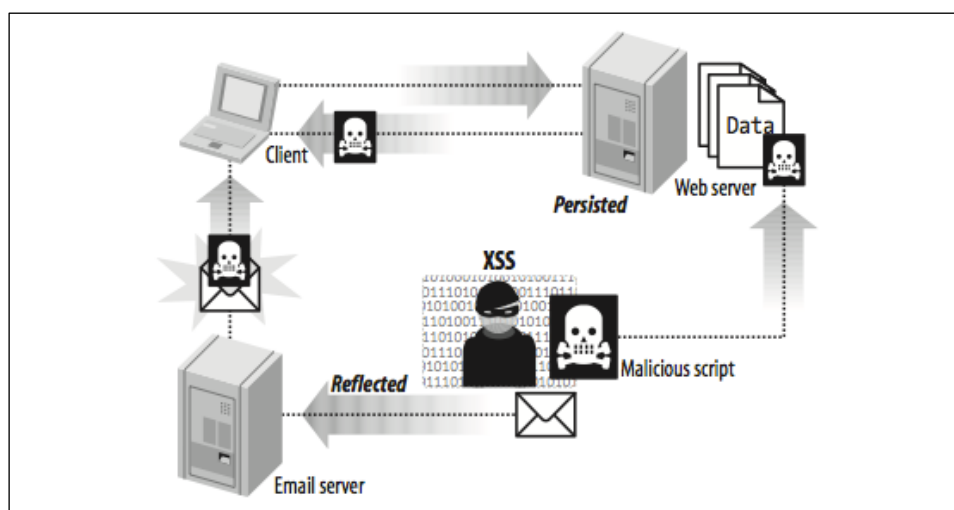 Client
Data
Web server
Persisted
XSS
Malicious script
Reflected
Email server